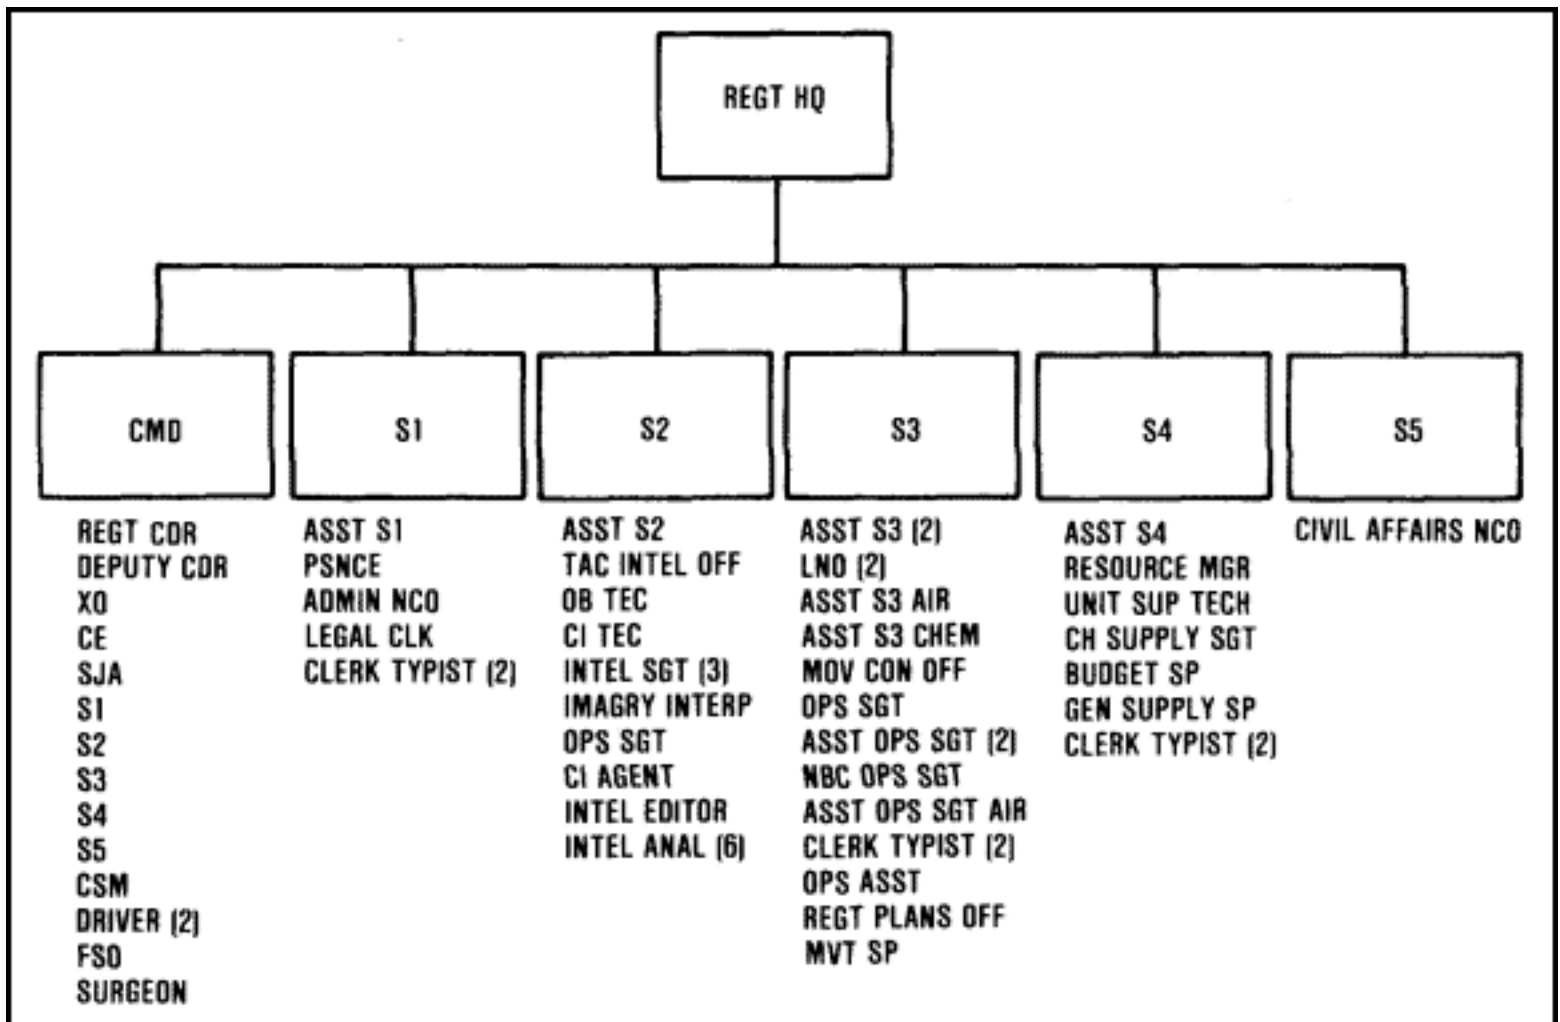 REGT HQ
CMD
S1
S2
S3
S4
S5
REGT CDR
DEPUTY CDR
XO
CE
SJA
S1
S2
S3
S4
S5
CSM
DRIVER (2)
FSO
SURGEON
ASST S1
PSNCE
ADMIN NCO
LEGAL CLK
CLERK TYPIST (2)
ASST S2
TAC INTEL OFF
OB TEC
CI TEC
INTEL SGT (3)
IMAGRY INTERP
OPS SGT
CI AGENT
INTEL EDITOR
INTEL ANAL (6)
ASST S3 (2)
LNO (2)
ASST S3 AIR
ASST S3 CHEM
MOV CON OFF
OPS SGT
ASST OPS SGT (2)
NBC OPS SGT
ASST OPS SGT AIR
CLERK TYPIST (2)
OPS ASST
REGT PLANS OFF
MVT SP
ASST S4
RESOURCE MGR
UNIT SUP TECH
CH SUPPLY SGT
BUDGET SP
GEN SUPPLY SP
CLERK TYPIST (2)
CIVIL AFFAIRS NCO